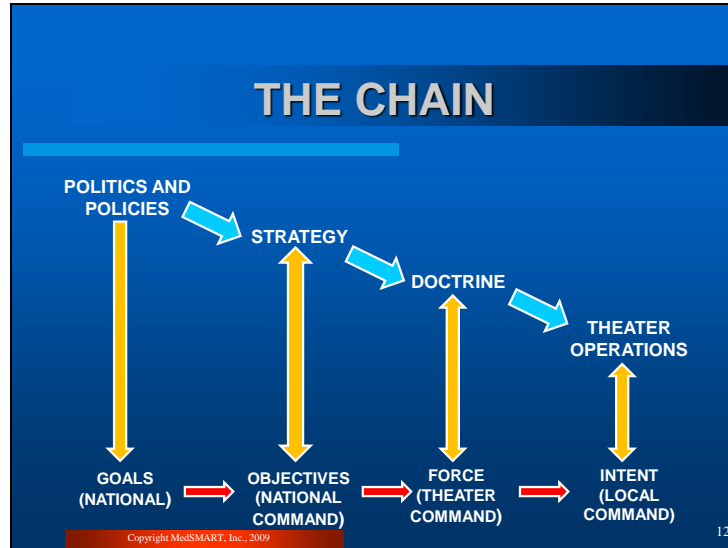 THE CHAIN
POLITICS AND
POLICIES
STRATEGY
DOCTRINE
THEATER
OPERATIONS
GOALS
(NATIONAL)
OBJECTIVES
(NATIONAL
COMMAND)
FORCE
(THEATER
COMMAND)
INTENT
(LOCAL
COMMAND)
Copyright MedSMART, Inc., 2009
12